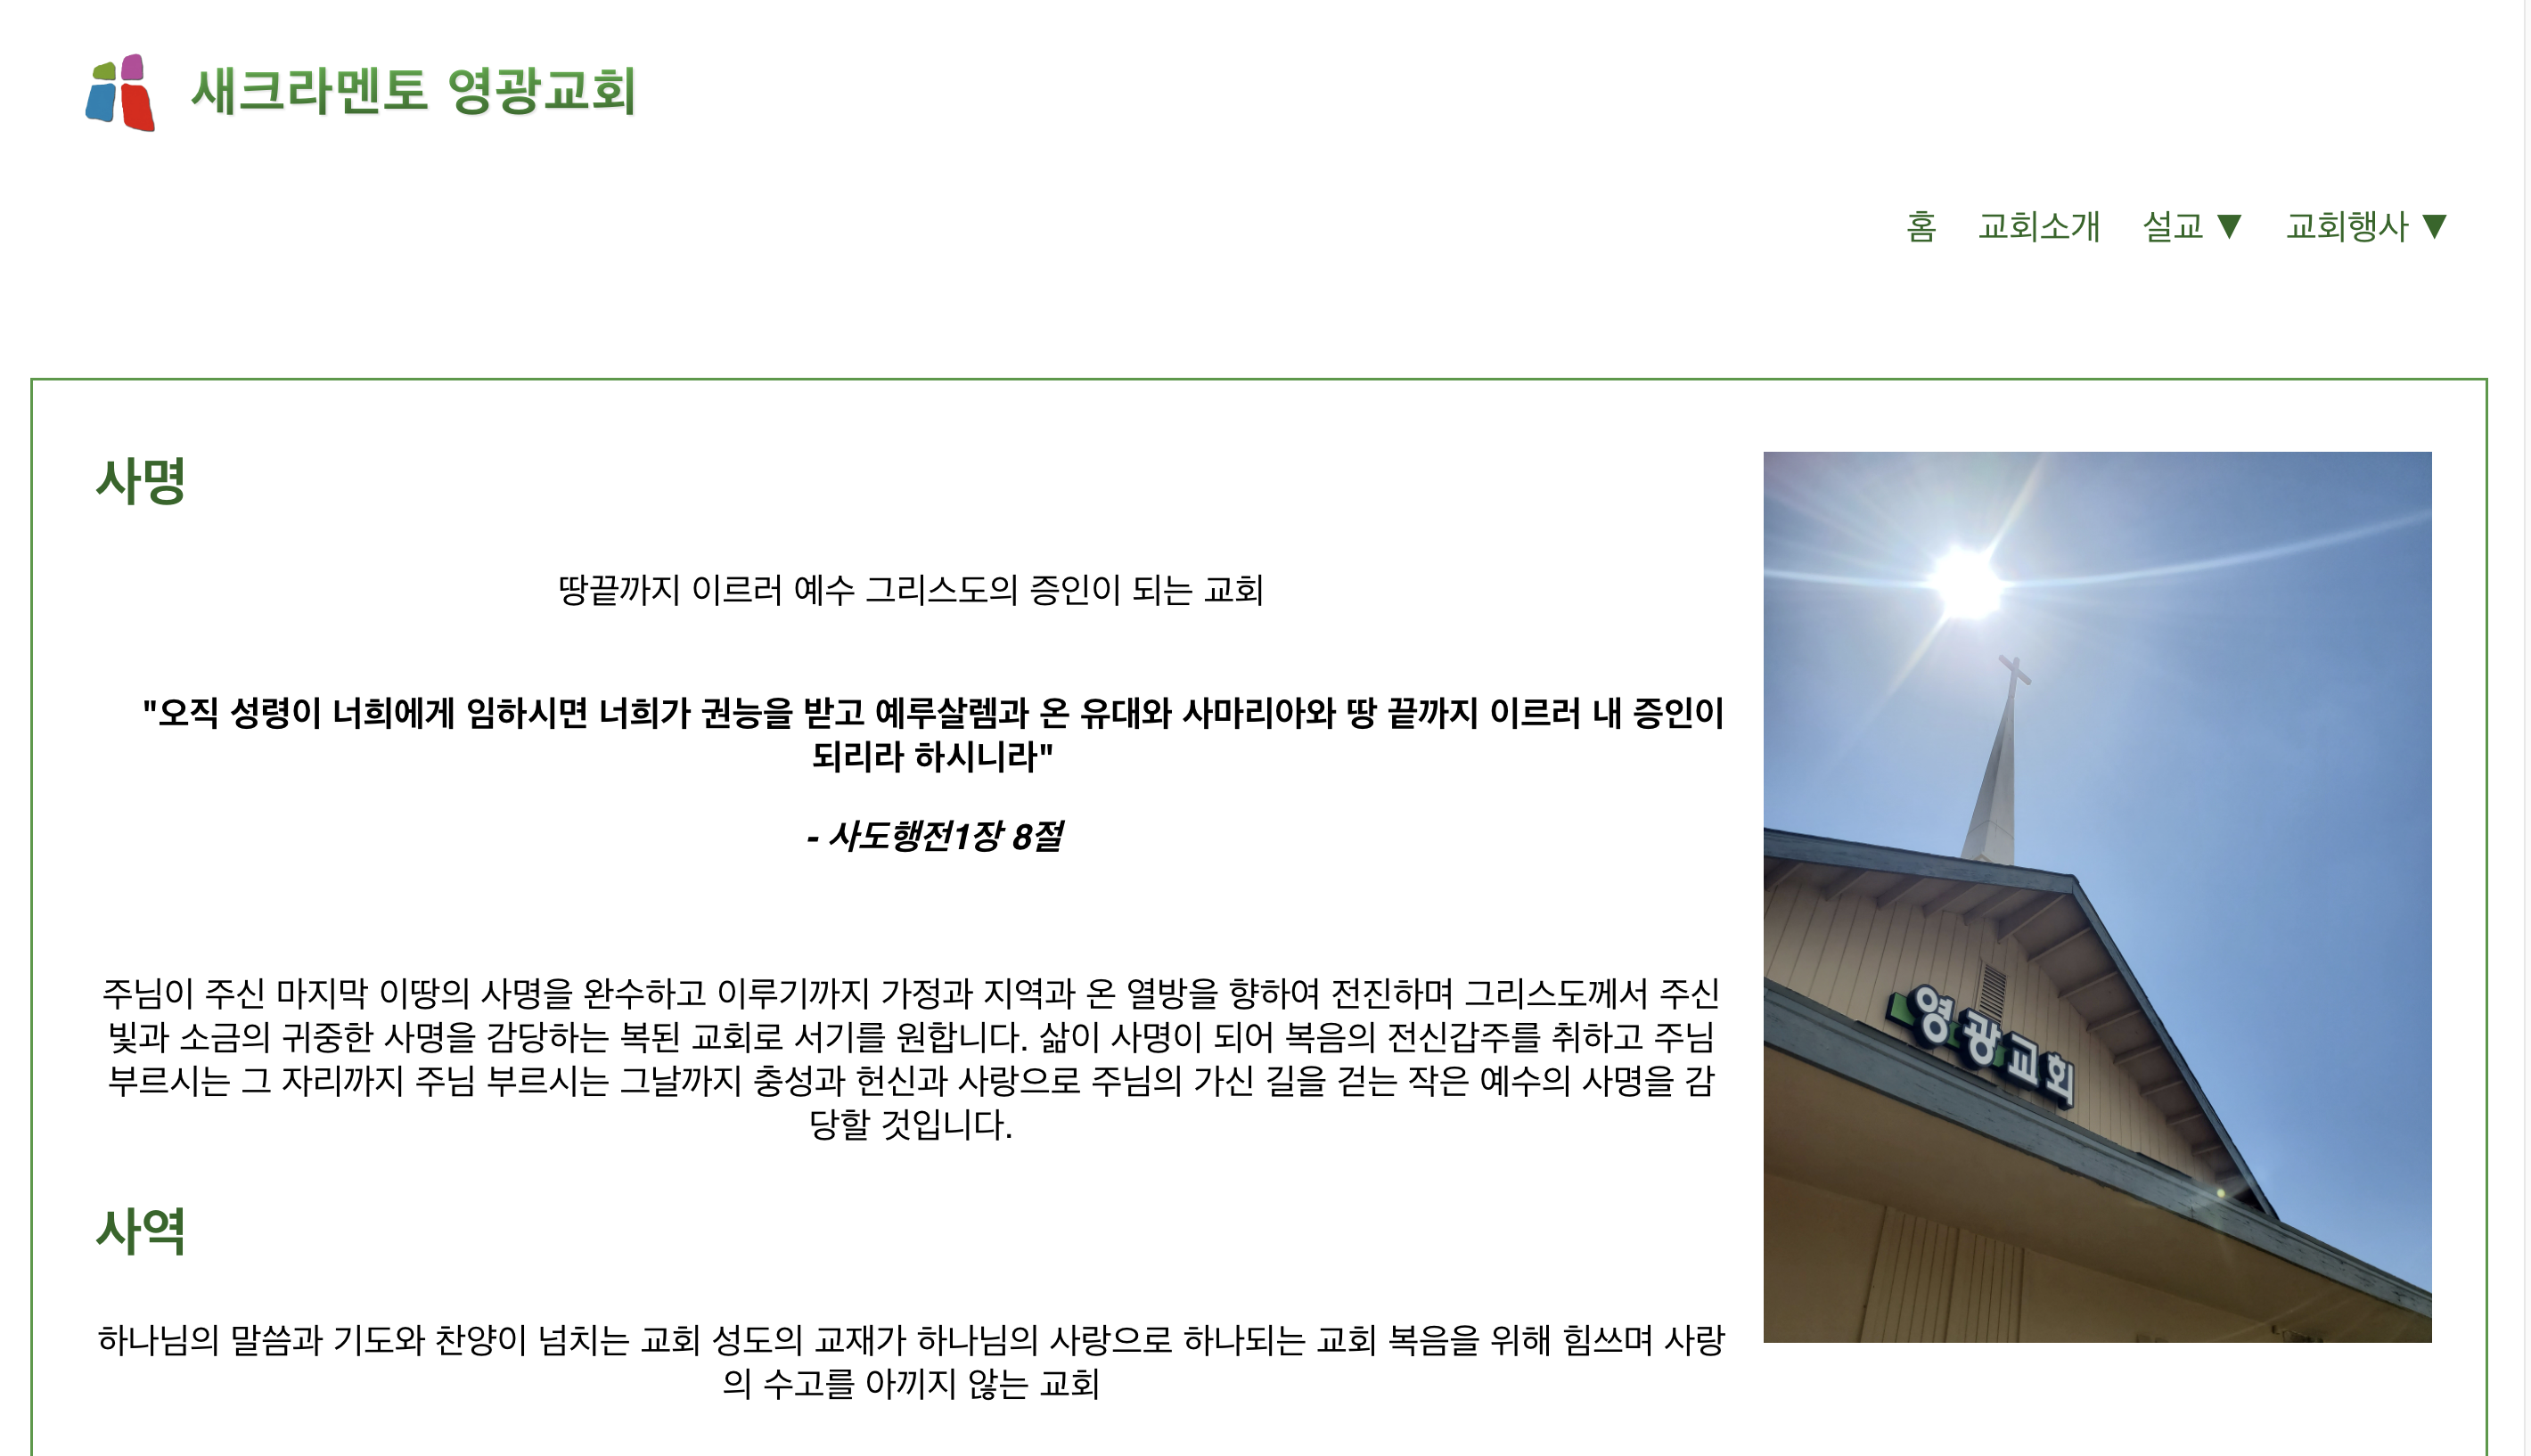 새크라멘토 영광교회
홈 교회소개 설교 ▼ 교회행사 ▼
사명
땅끝까지 이르러 예수 그리스도의 증인이 되는 교회
"오직 성령이 너희에게 임하시면 너희가 권능을 받고 예루살렘과 온 유대와 사마리아와 땅 끝까지 이르러 내 증인이
되리라 하시니라"
- 사도행전1장 8절
주님이 주신 마지막 이땅의 사명을 완수하고 이루기까지 가정과 지역과 온 열방을 향하여 전진하며 그리스도께서 주신
빛과 소금의 귀중한 사명을 감당하는 복된 교회로 서기를 원합니다. 삶이 사명이 되어 복음의 전신갑주를 취하고 주님
부르시는 그 자리까지 주님 부르시는 그날까지 충성과 헌신과 사랑으로 주님의 가신 길을 걷는 작은 예수의 사명을 감
당할 것입니다.
영광교회
사역
하나님의 말씀과 기도와 찬양이 넘치는 교회 성도의 교재가 하나님의 사랑으로 하나되는 교회 복음을 위해 힘쓰며 사랑
의 수고를 아끼지 않는 교회